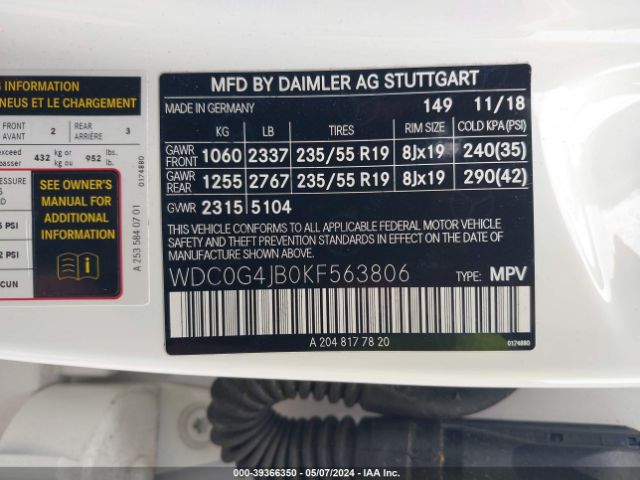 INFORMATION
NEUS ET LE CHARGEMENT
FRONT 2 REAR 3
ARRIÈRE
exceed 432 kg or 952 lbs.
passer kg ou lb.
0174880
PRESSURE
SEE OWNER'S
MANUAL FOR
ADDITIONAL
INFORMATION
PSI
PSI
CUN
A 253 584 07 01
MFD BY DAIMLER AG STUTTGART
MADE IN GERMANY 149 11/18
KG LB TIRES RIM SIZE COLD KPA(PSI)
GAWR FRONT 1060 2337 235/55 R19 8Jx19 240(35)
GAWR REAR 1255 2767 235/55 R19 8Jx19 290(42)
GVWR 2315 5104
THIS VEHICLE CONFORMS TO ALL APPLICABLE FEDERAL MOTOR VEHICLE
SAFETY AND THEFT PREVENTION STANDARDS IN EFFECT ON THE DATE
OF MANUFACTURE SHOWN ABOVE.
WDC0G4JB0KF563806 TYPE: MPV
A 204 817 78 20 0174880
000-39366350 - 05/07/2024 - IAA Inc.